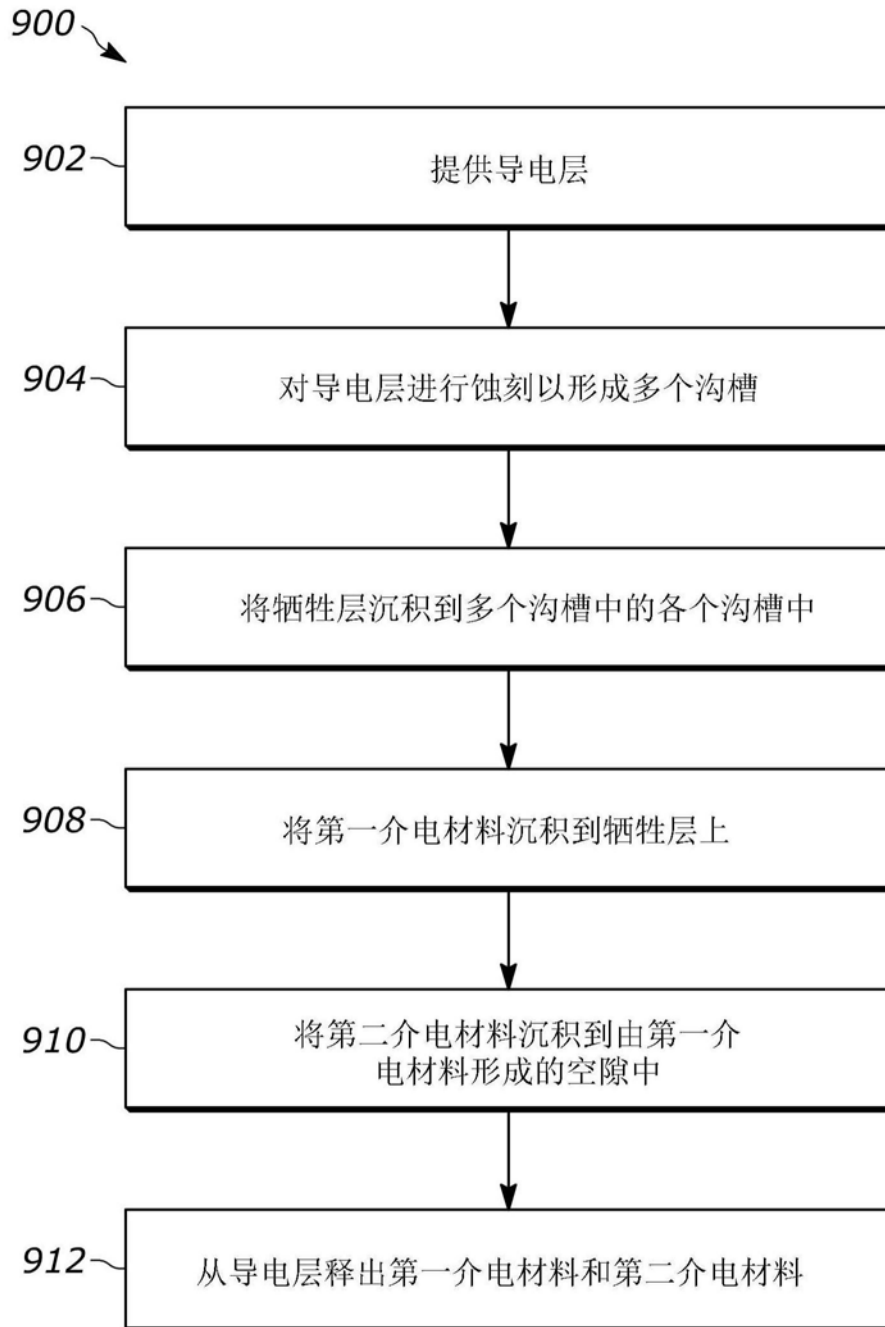 900
902
提供导电层
904
对导电层进行蚀刻以形成多个沟槽
906
将牺牲层沉积到多个沟槽中的各个沟槽中
908
将第一介电材料沉积到牺牲层上
910
将第二介电材料沉积到由第一介
电材料形成的空隙中
912
从导电层释出第一介电材料和第二介电材料